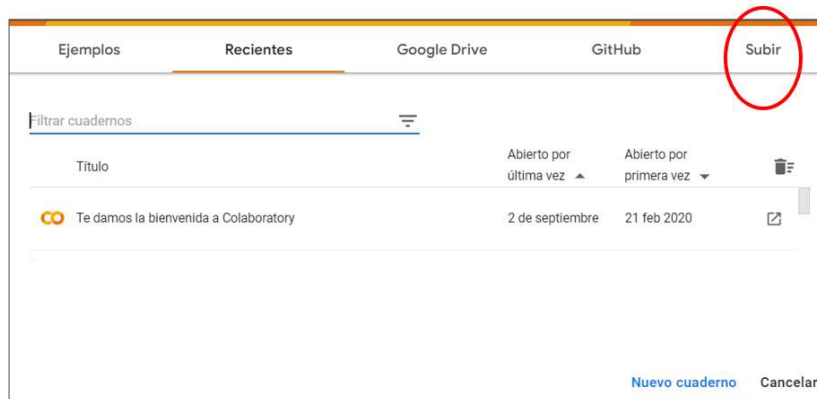 Ejemplos Recientes Google Drive GitHub Subir
Filtrar cuadernos
Título
Abierto por última vez
Abierto por primera vez
CO Te damos la bienvenida a Colaboratory 2 de septiembre 21 feb 2020
Nuevo cuaderno Cancelar